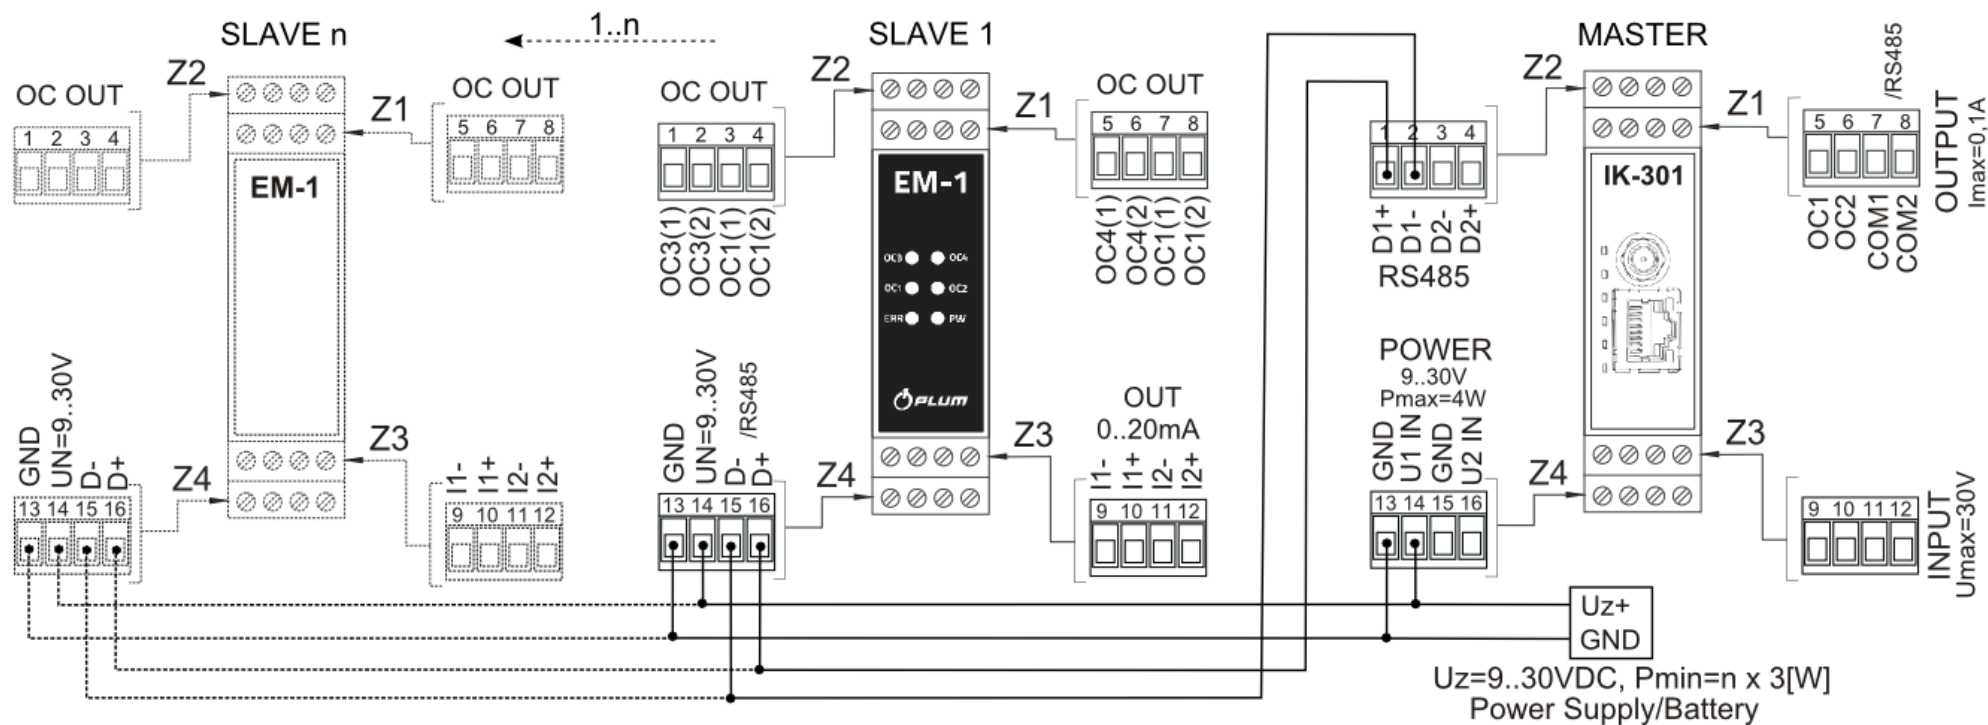 SLAVE n
1..n
SLAVE 1
MASTER
OC OUT
Z2
1 2 3 4
Z1
OC OUT
5 6 7 8
EM-1
GND
UN=9..30V
D-
D+
13 14 15 16
Z4
Z3
I1-
I1+
I2-
I2+
9 10 11 12
OC OUT
Z2
1 2 3 4
OC3(1)
OC3(2)
OC1(1)
OC1(2)
Z1
OC OUT
5 6 7 8
OC4(1)
OC4(2)
OC1(1)
OC1(2)
EM-1
OC3 OC4
OC1 OC2
ERR PW
PLUM
GND
UN=9..30V
D-
D+
/RS485
13 14 15 16
Z4
Z3
OUT
0..20mA
I1-
I1+
I2-
I2+
9 10 11 12
Z2
1 2 3 4
D1+
D1-
D2-
D2+
RS485
Z1
5 6 7 8
/RS485
OC1
OC2
COM1
COM2
OUTPUT
Imax=0,1A
IK-301
POWER
9..30V
Pmax=4W
GND
U1 IN
GND
U2 IN
13 14 15 16
Z4
Z3
9 10 11 12
INPUT
Umax=30V
Uz+
GND
Uz=9..30VDC, Pmin=n x 3[W]
Power Supply/Battery